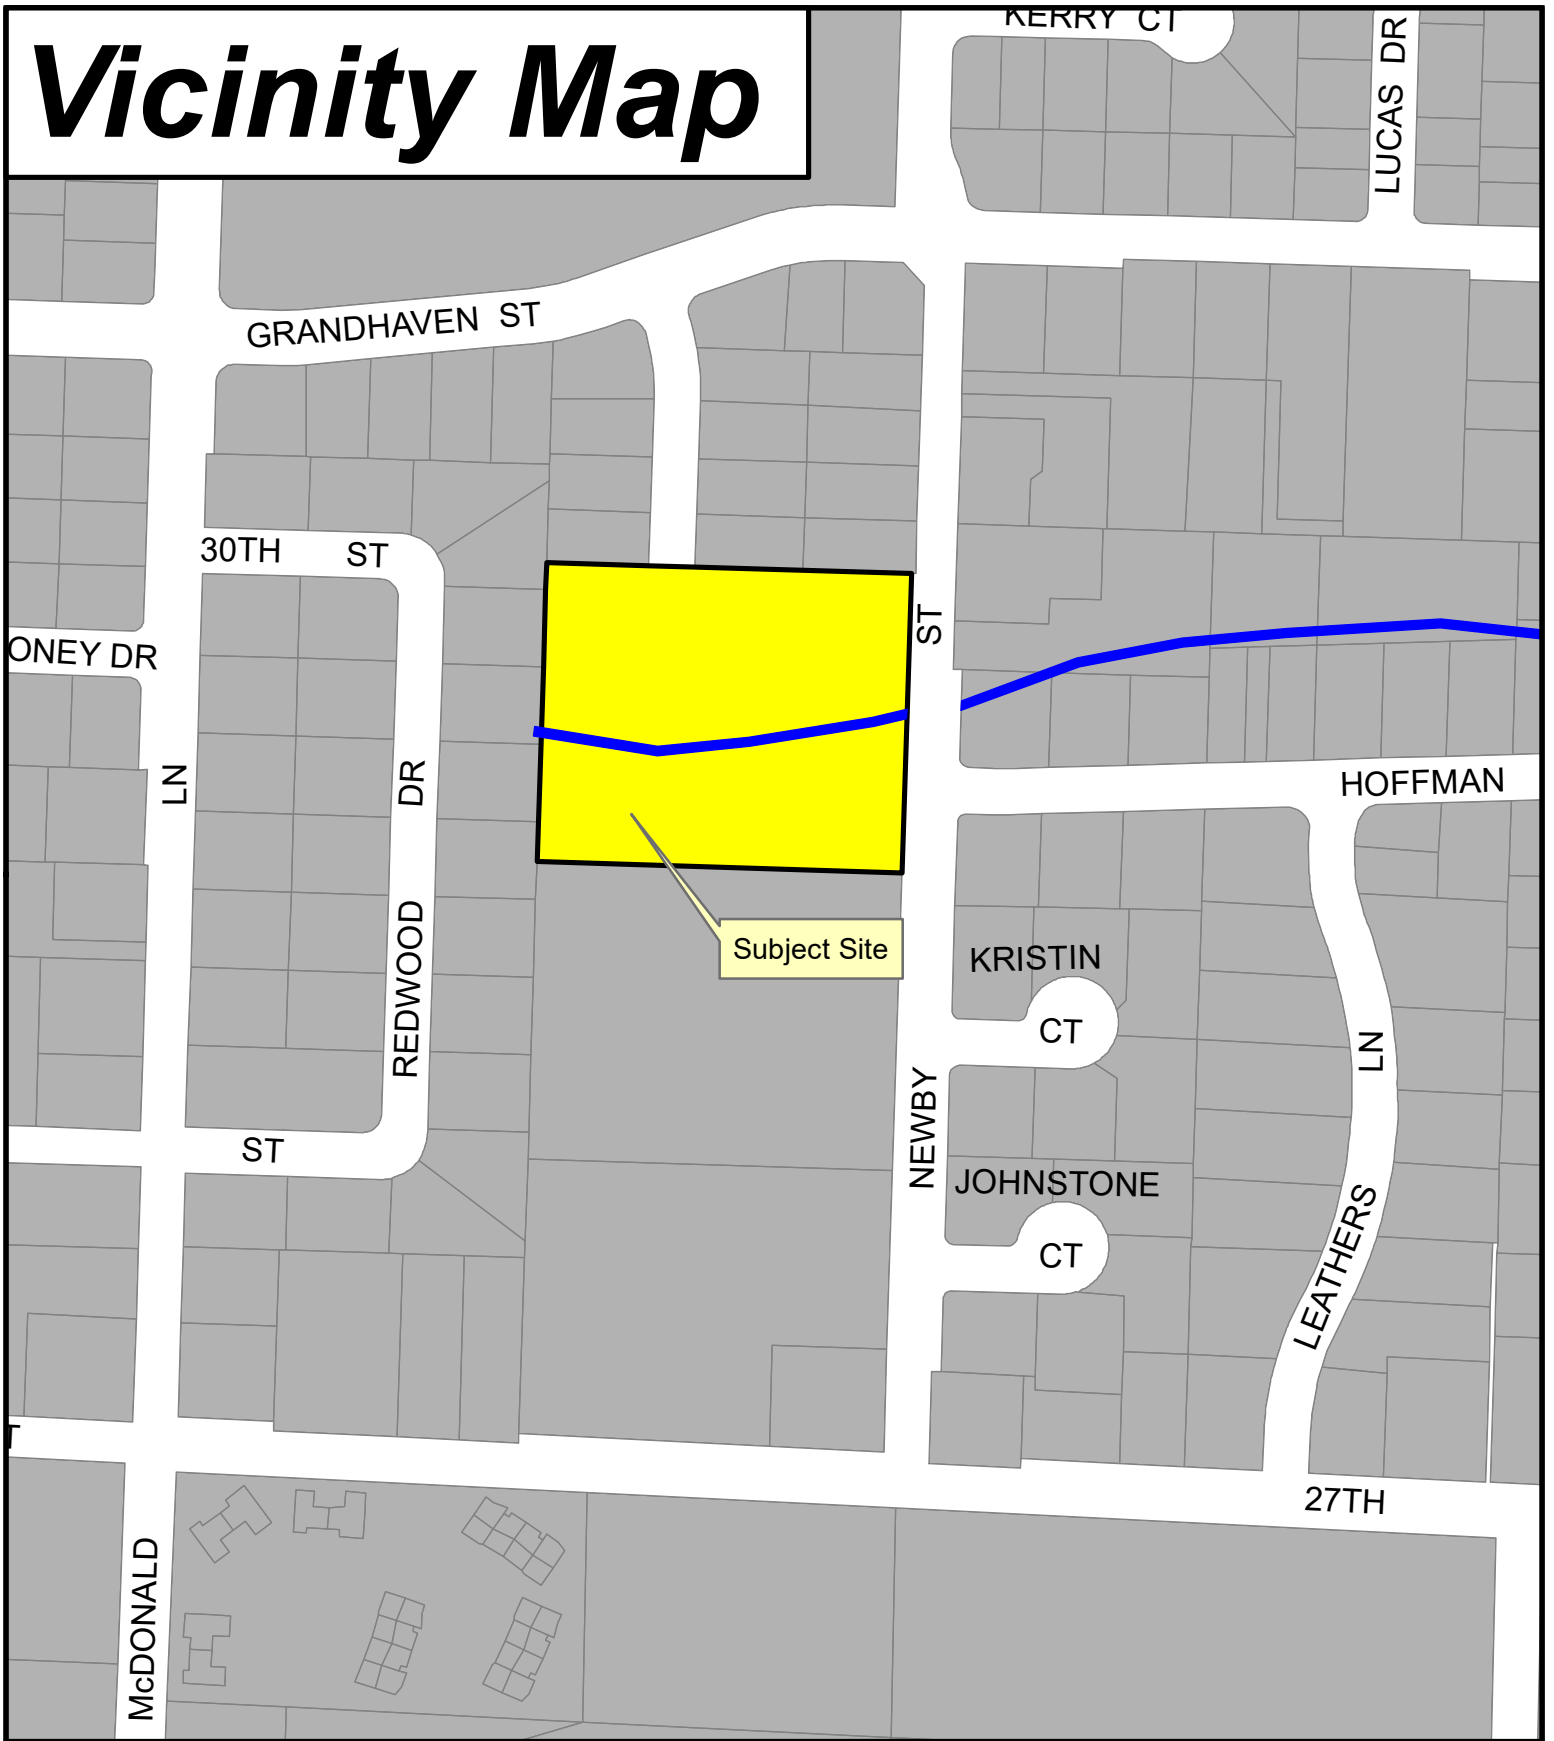 Vicinity Map
KERRY CT
LUCAS DR
GRANDHAVEN ST
30TH ST
ONEY DR
ST
LN
DR
HOFFMAN
REDWOOD
Subject Site
KRISTIN
CT
LN
NEWBY
ST
JOHNSTONE
CT
LEATHERS
T
27TH
McDONALD